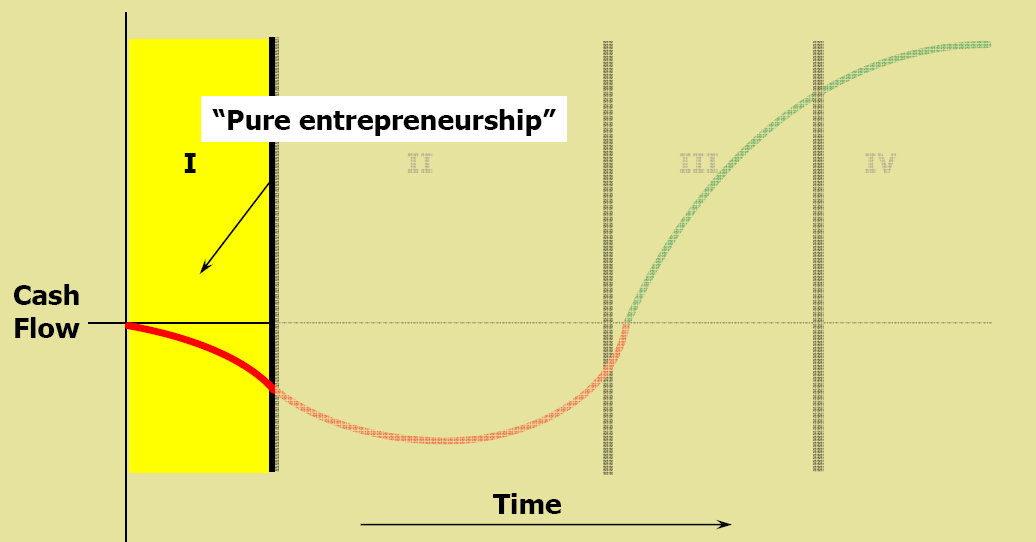 “Pure entrepreneurship”
I
II
III
IV
Cash
Flow
Time